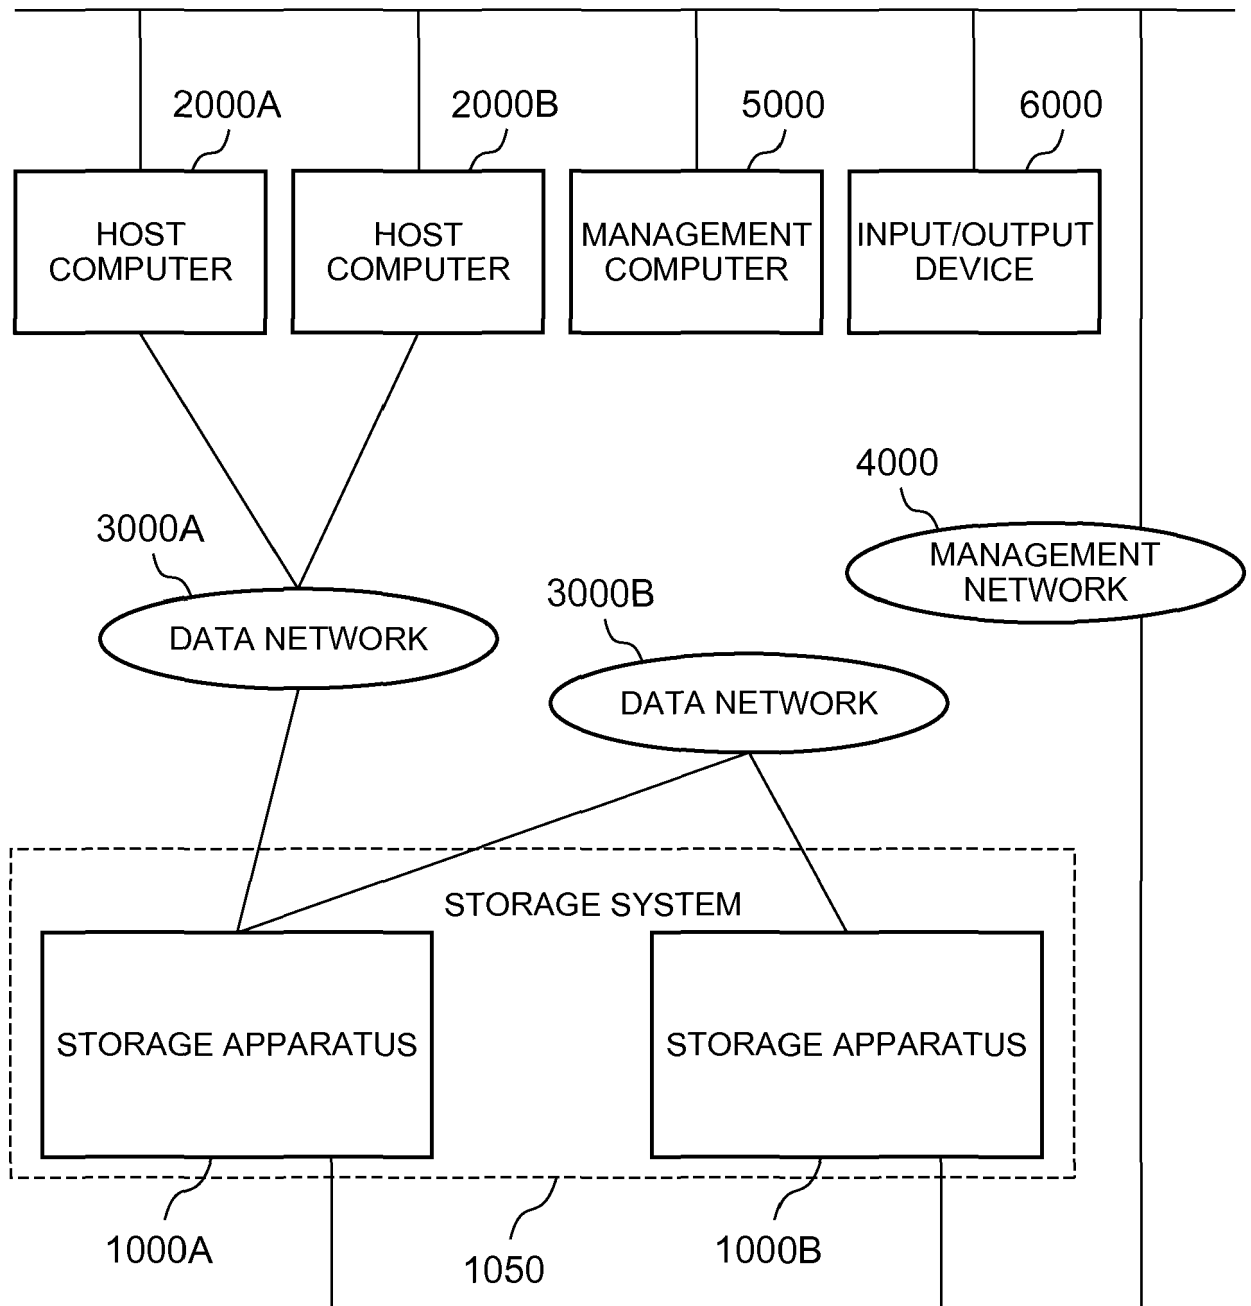 2000A
2000B
5000
6000
HOST
COMPUTER
HOST
COMPUTER
MANAGEMENT
COMPUTER
INPUT/OUTPUT
DEVICE
4000
MANAGEMENT
NETWORK
3000A
DATA NETWORK
3000B
DATA NETWORK
STORAGE SYSTEM
STORAGE APPARATUS
STORAGE APPARATUS
1000A
1050
1000B